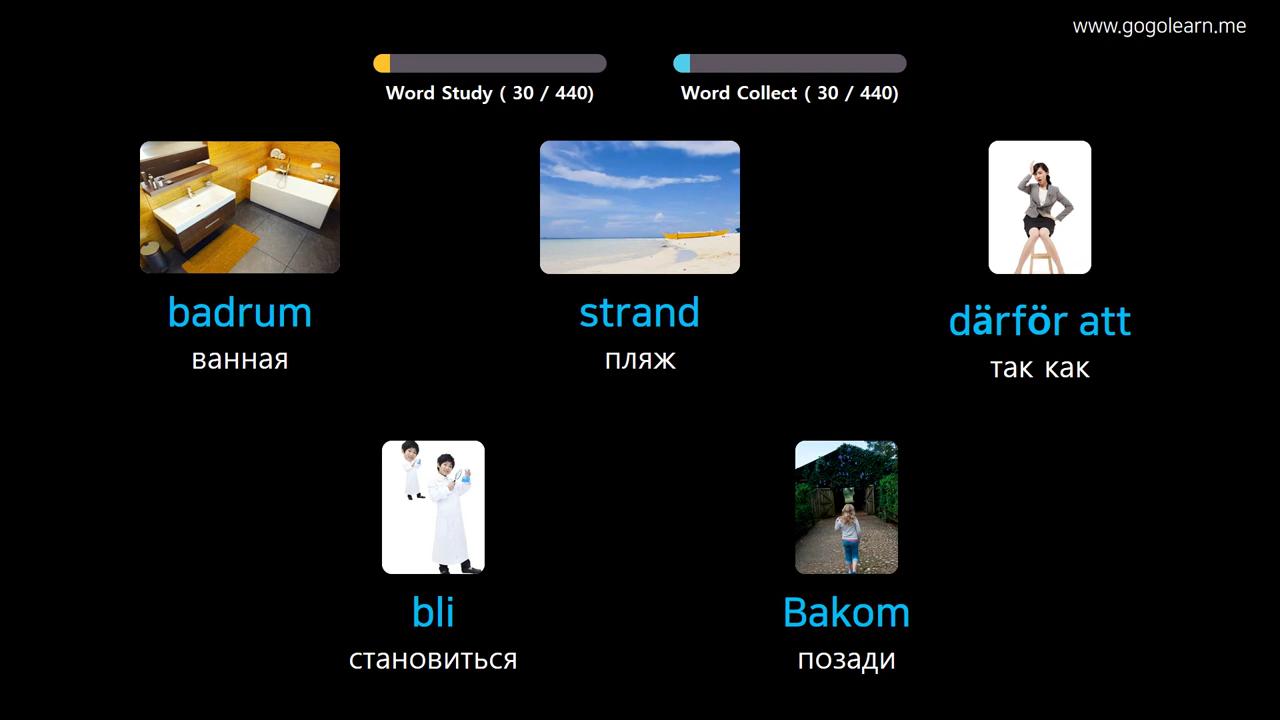 www.gogolearn.me
Word Study ( 30 / 440)
Word Collect ( 30 / 440)
badrum
ванная
strand
пляж
därför att
так как
bli
становиться
Bakom
позади